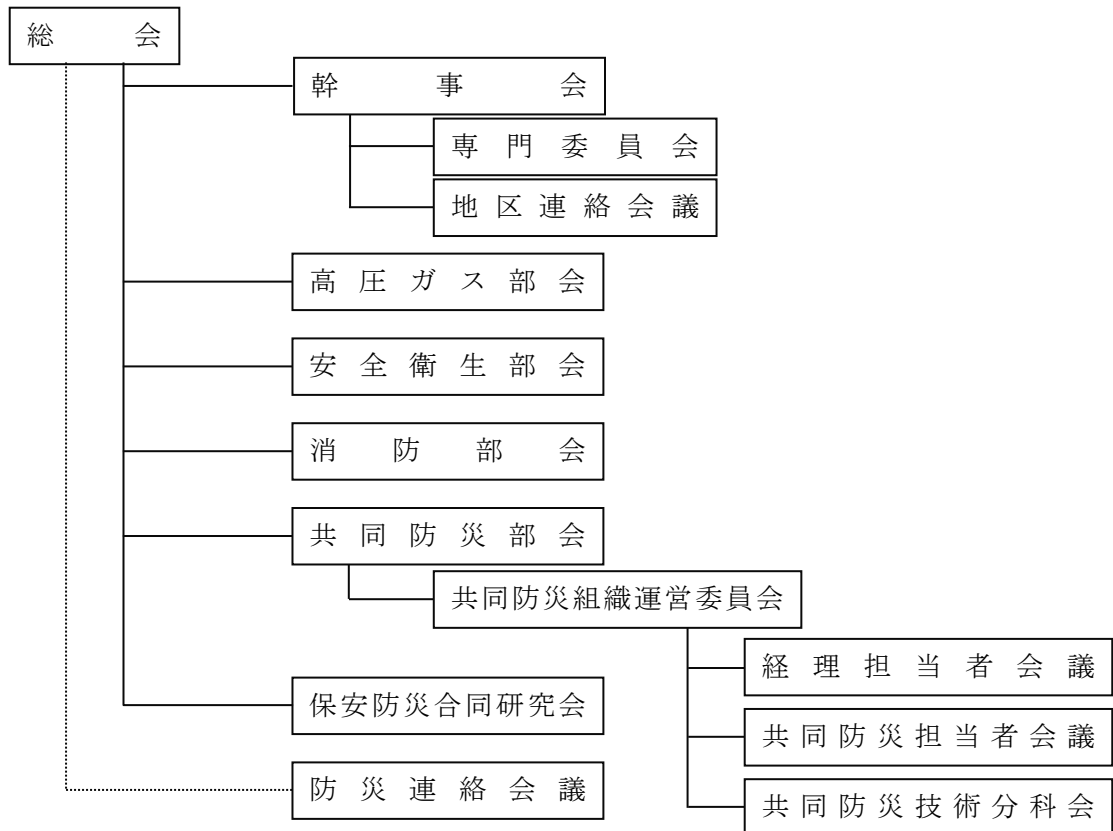 総会
幹事会
専門委員会
地区連絡会議
高圧ガス部会
安全衛生部会
消防部会
共同防災部会
共同防災組織運営委員会
経理担当者会議
保安防災合同研究会
共同防災担当者会議
防災連絡会議
共同防災技術分科会